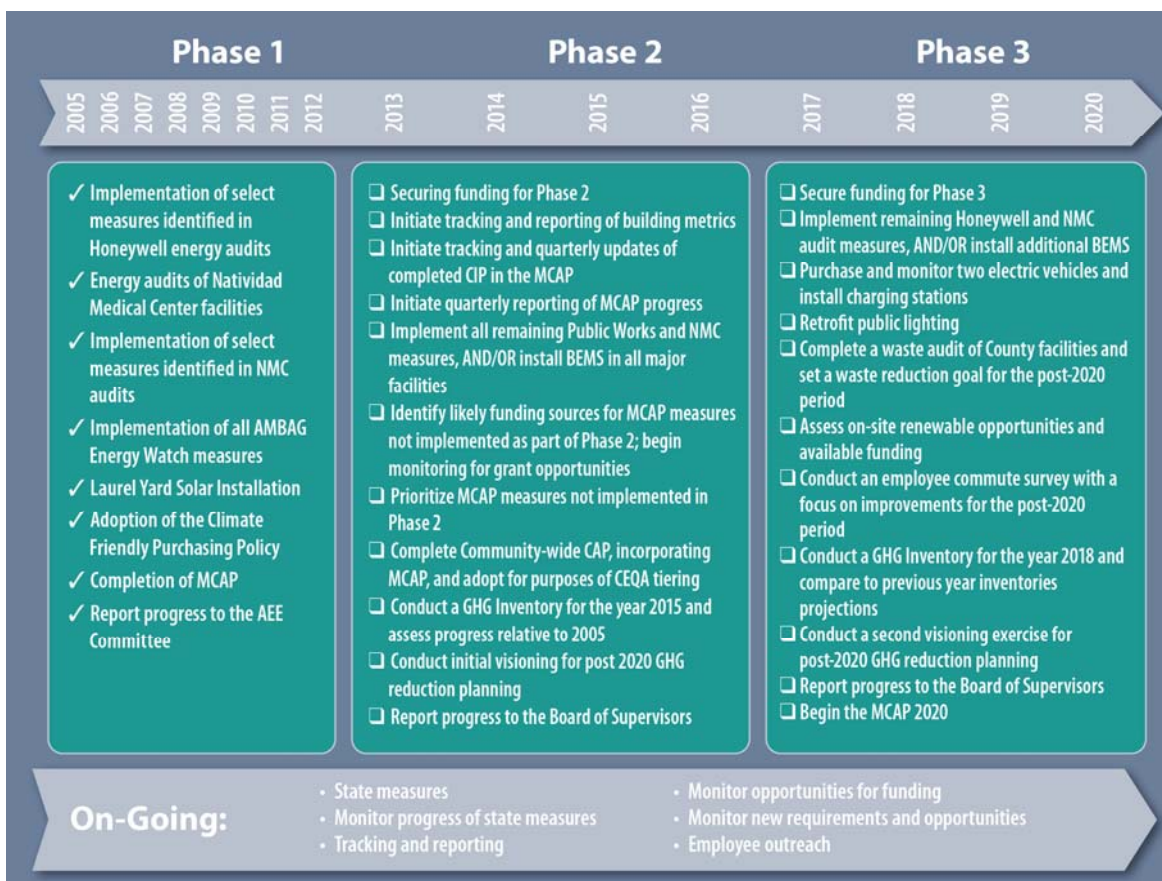 Phase 1
Phase 2
Phase 3
2005
2006
2007
2008
2009
2010
2011
2012
2013
2014
2015
2016
2017
2018
2019
2020
✓ Implementation of select
measures identified in
Honeywell energy audits
✓ Energy audits of Natividad
Medical Center facilities
✓ Implementation of select
measures identified in NMC
audits
✓ Implementation of all AMBAG
Energy Watch measures
✓ Laurel Yard Solar Installation
✓ Adoption of the Climate
Friendly Purchasing Policy
✓ Completion of MCAP
✓ Report progress to the AEE
Committee
❑ Securing funding for Phase 2
❑ Initiate tracking and reporting of building metrics
❑ Initiate tracking and quarterly updates of
completed CIP in the MCAP
❑ Initiate quarterly reporting of MCAP progress
❑ Implement all remaining Public Works and NMC
measures, AND/OR install BEMS in all major
facilities
❑ Identify likely funding sources for MCAP measures
not implemented as part of Phase 2; begin
monitoring for grant opportunities
❑ Prioritize MCAP measures not implemented in
Phase 2
❑ Complete Community-wide CAP, incorporating
MCAP, and adopt for purposes of CEQA tiering
❑ Conduct a GHG Inventory for the year 2015 and
assess progress relative to 2005
❑ Conduct initial visioning for post 2020 GHG
reduction planning
❑ Report progress to the Board of Supervisors
❑ Secure funding for Phase 3
❑ Implement remaining Honeywell and NMC
audit measures, AND/OR install additional BEMS
❑ Purchase and monitor two electric vehicles and
install charging stations
❑ Retrofit public lighting
❑ Complete a waste audit of County facilities and
set a waste reduction goal for the post-2020
period
❑ Assess on-site renewable opportunities and
available funding
❑ Conduct an employee commute survey with a
focus on improvements for the post-2020
period
❑ Conduct a GHG Inventory for the year 2018 and
compare to previous year inventories
projections
❑ Conduct a second visioning exercise for
post-2020 GHG reduction planning
❑ Report progress to the Board of Supervisors
❑ Begin the MCAP 2020
On-Going:
• State measures
• Monitor progress of state measures
• Tracking and reporting
• Monitor opportunities for funding
• Monitor new requirements and opportunities
• Employee outreach